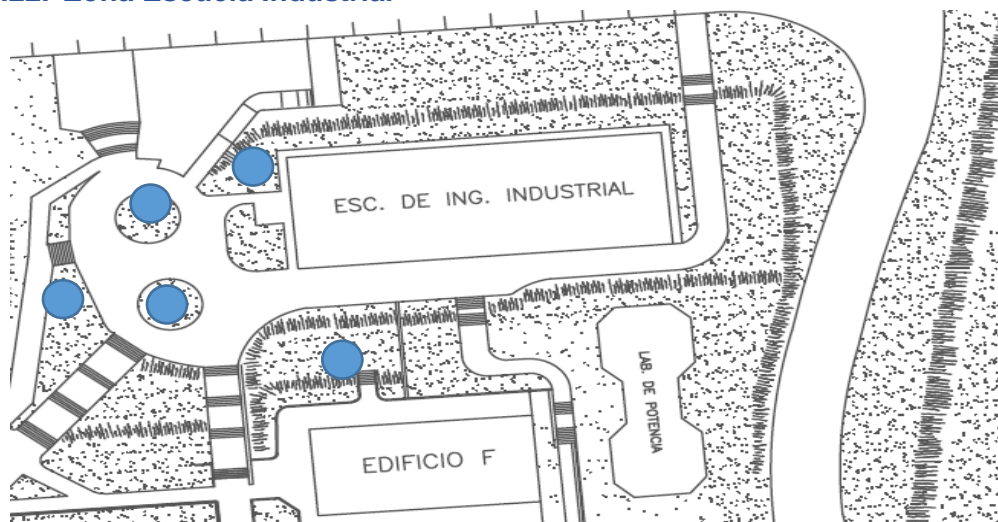 Zona Escuela Industrial
ESC. DE ING. INDUSTRIAL
LAB. DE POTENCIA
EDIFICIO F